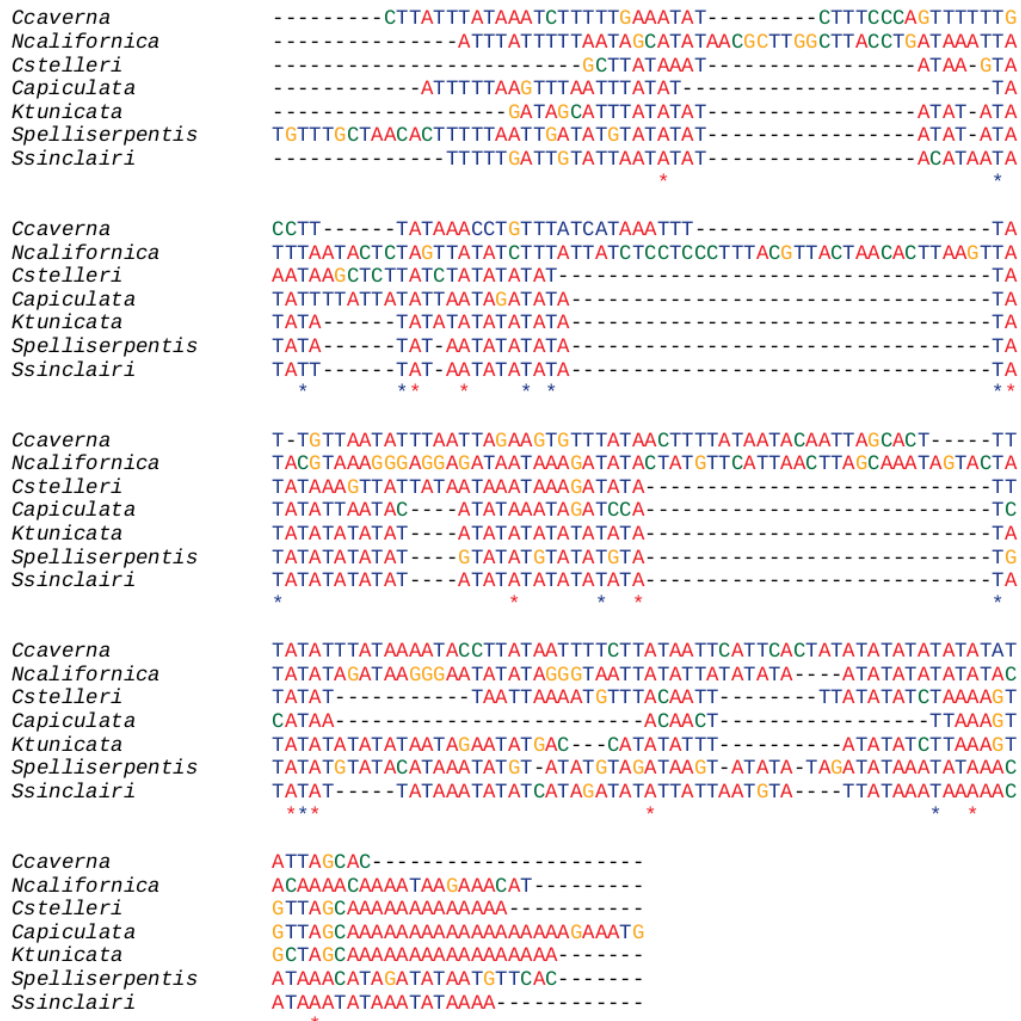 Ccaverna ---------CTTATTTATAAATCTTTTTGAAATAT---------CTTTCCCAGTTTTTTG
Ncalifornica ---------------ATTTATTTTTAATAGCATATAACGCTTGGCTTACCTGATAAATTA
Cstelleri -------------------------GCTTATAAAT-----------------ATAA-GTA
Capiculata ------------ATTTTTAAGTTTAATTTATAT-------------------------TA
Ktunicata -------------------GATAGCATTTATATAT-----------------ATAT-ATA
Spelliserpentis TGTTTGCTAACACTTTTTAATTGATATGTATATAT-----------------ATAT-ATA
Ssinclairi --------------TTTTTGATTGTATTAATATAT-----------------ACATAATA
* *
Ccaverna CCTT------TATAAACCTGTTTATCATAAATTT------------------------TA
Ncalifornica TTTAATACTCTAGTTATATCTTTATTATCTCCTCCCTTTACGTTACTAACACTTAAGTTA
Cstelleri AATAAGCTCTTATCTATATATAT-----------------------------------TA
Capiculata TATTTTATTATATTAATAGATATA----------------------------------TA
Ktunicata TATA------TATATATATATATA----------------------------------TA
Spelliserpentis TATA------TAT-AATATATATA----------------------------------TA
Ssinclairi TATT------TAT-AATATATATA----------------------------------TA
* ** * * * **
Ccaverna T-TGTTAATATTTAATTAGAAGTGTTTATAACTTTTATAATACAATTAGCACT-----TT
Ncalifornica TACGTAAAGGGAGGAGATAATAAAGATATACTATGTTCATTAACTTAGCAAATAGTACTA
Cstelleri TATAAAGTTATTATAATAAATAAAGATATA----------------------------TT
Capiculata TATATTAATAC----ATATAAATAGATCCA----------------------------TC
Ktunicata TATATATATAT----ATATATATATATATA----------------------------TA
Spelliserpentis TATATATATAT----GTATATGTATATGTA----------------------------TG
Ssinclairi TATATATATAT----ATATATATATATATA----------------------------TA
* * * * *
Ccaverna TATATTTATAAAATACCTTATAATTTTCTTATAATTCATTCACTATATATATATATATAT
Ncalifornica TATATAGATAAGGGAATATATAGGGTAATTATATTATATATA----ATATATATATATAC
Cstelleri TATAT-----------TAATTAAAATGTTTACAATT--------TTATATATCTAAAAGT
Capiculata CATAA-------------------------ACAACT-----------------TTAAAGT
Ktunicata TATATATATATAATAGAATATGAC---CATATATTT----------ATATATCTTAAAGT
Spelliserpentis TATATGTATACATAAATATGT-ATATGTAGATAAGT-ATATA-TAGATATAAATATAAAC
Ssinclairi TATAT-----TATAAATATATCATAGATATATTATTAATGTA----TTATAAATAAAAAC
*** * * *
Ccaverna ATTAGCAC----------------------
Ncalifornica ACAAAACAAAATAAGAAACAT---------
Cstelleri GTTAGCAAAAAAAAAAAAA-----------
Capiculata GTTAGCAAAAAAAAAAAAAAAAAAGAAATG
Ktunicata GCTAGCAAAAAAAAAAAAAAAAA-------
Spelliserpentis ATAAACATAGATATAATGTTCAC-------
Ssinclairi ATAAATATAAATATAAAA------------
*